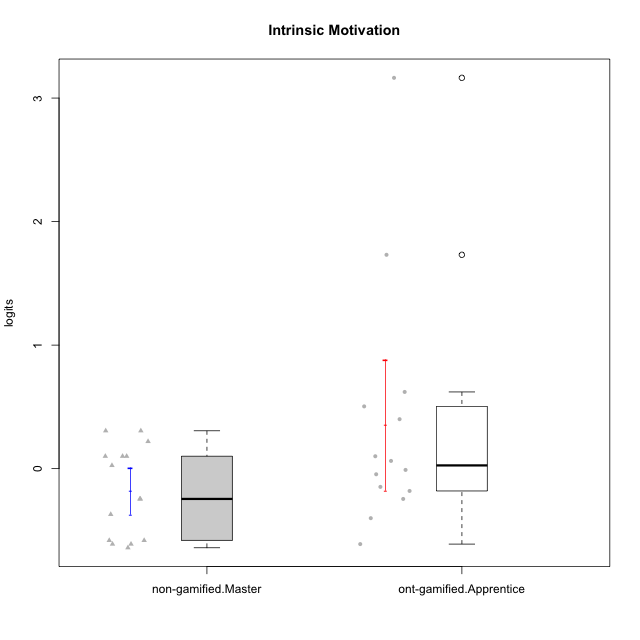 Intrinsic Motivation
3
2
1
0
logits
non-gamified.Master
ont-gamified.Apprentice